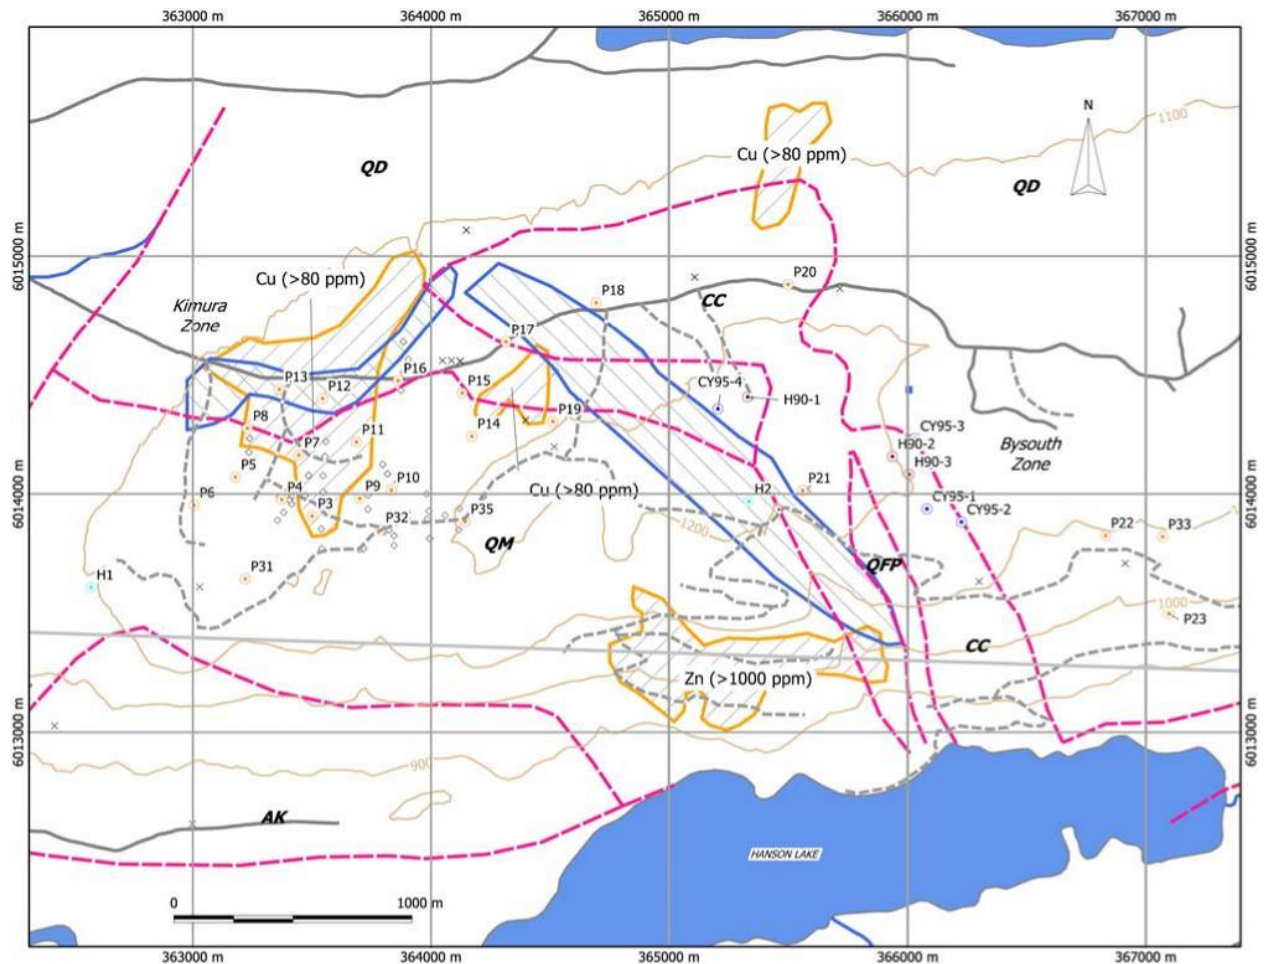 363000 m
364000 m
365000 m
366000 m
367000 m
1100
N
Cu (>80 ppm)
QD
QD
6015000 m
6015000 m
Cu (>80 ppm)
P20
P18
CC
Kimura
Zone
P17
P13
P12
P16
P15
CY95-4
H90-1
P8
P14
P19
P11
CY95-3
P7
H90-2
Bysouth
Zone
P5
H90-3
P10
P21
6014000 m
6014000 m
P6
P4
P9
Cu (>80 ppm)
H2
CY95-1
P3
P32
P35
CY95-2
1200
P22
P33
QM
QFP
H1
P31
1000
P23
CC
Zn (>1000 ppm)
6013000 m
6013000 m
900
AK
HANSON LAKE
0
1000 m
363000 m
364000 m
365000 m
366000 m
367000 m